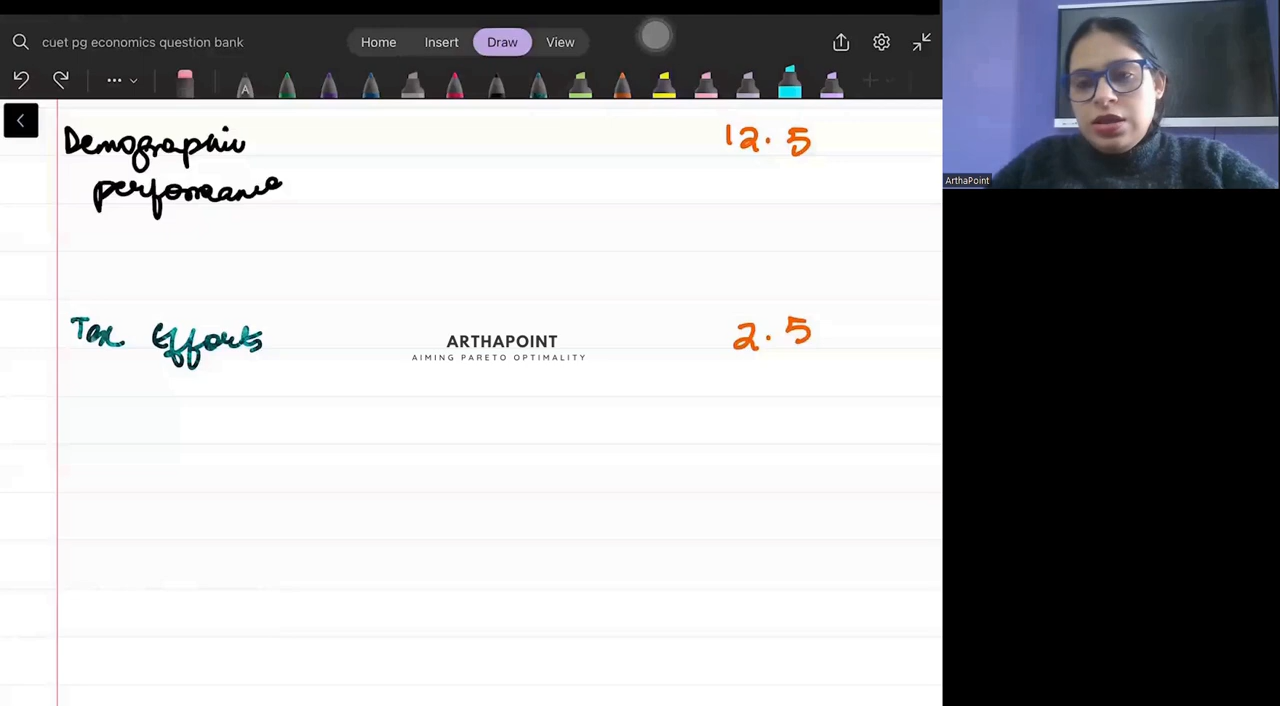 cuet pg economics question bank
Home Insert Draw View
A
Demographic 12.5
performance
Tax Efforts 2.5
ARTHAPOINT
AIMING PARETO OPTIMALITY
ArthaPoint